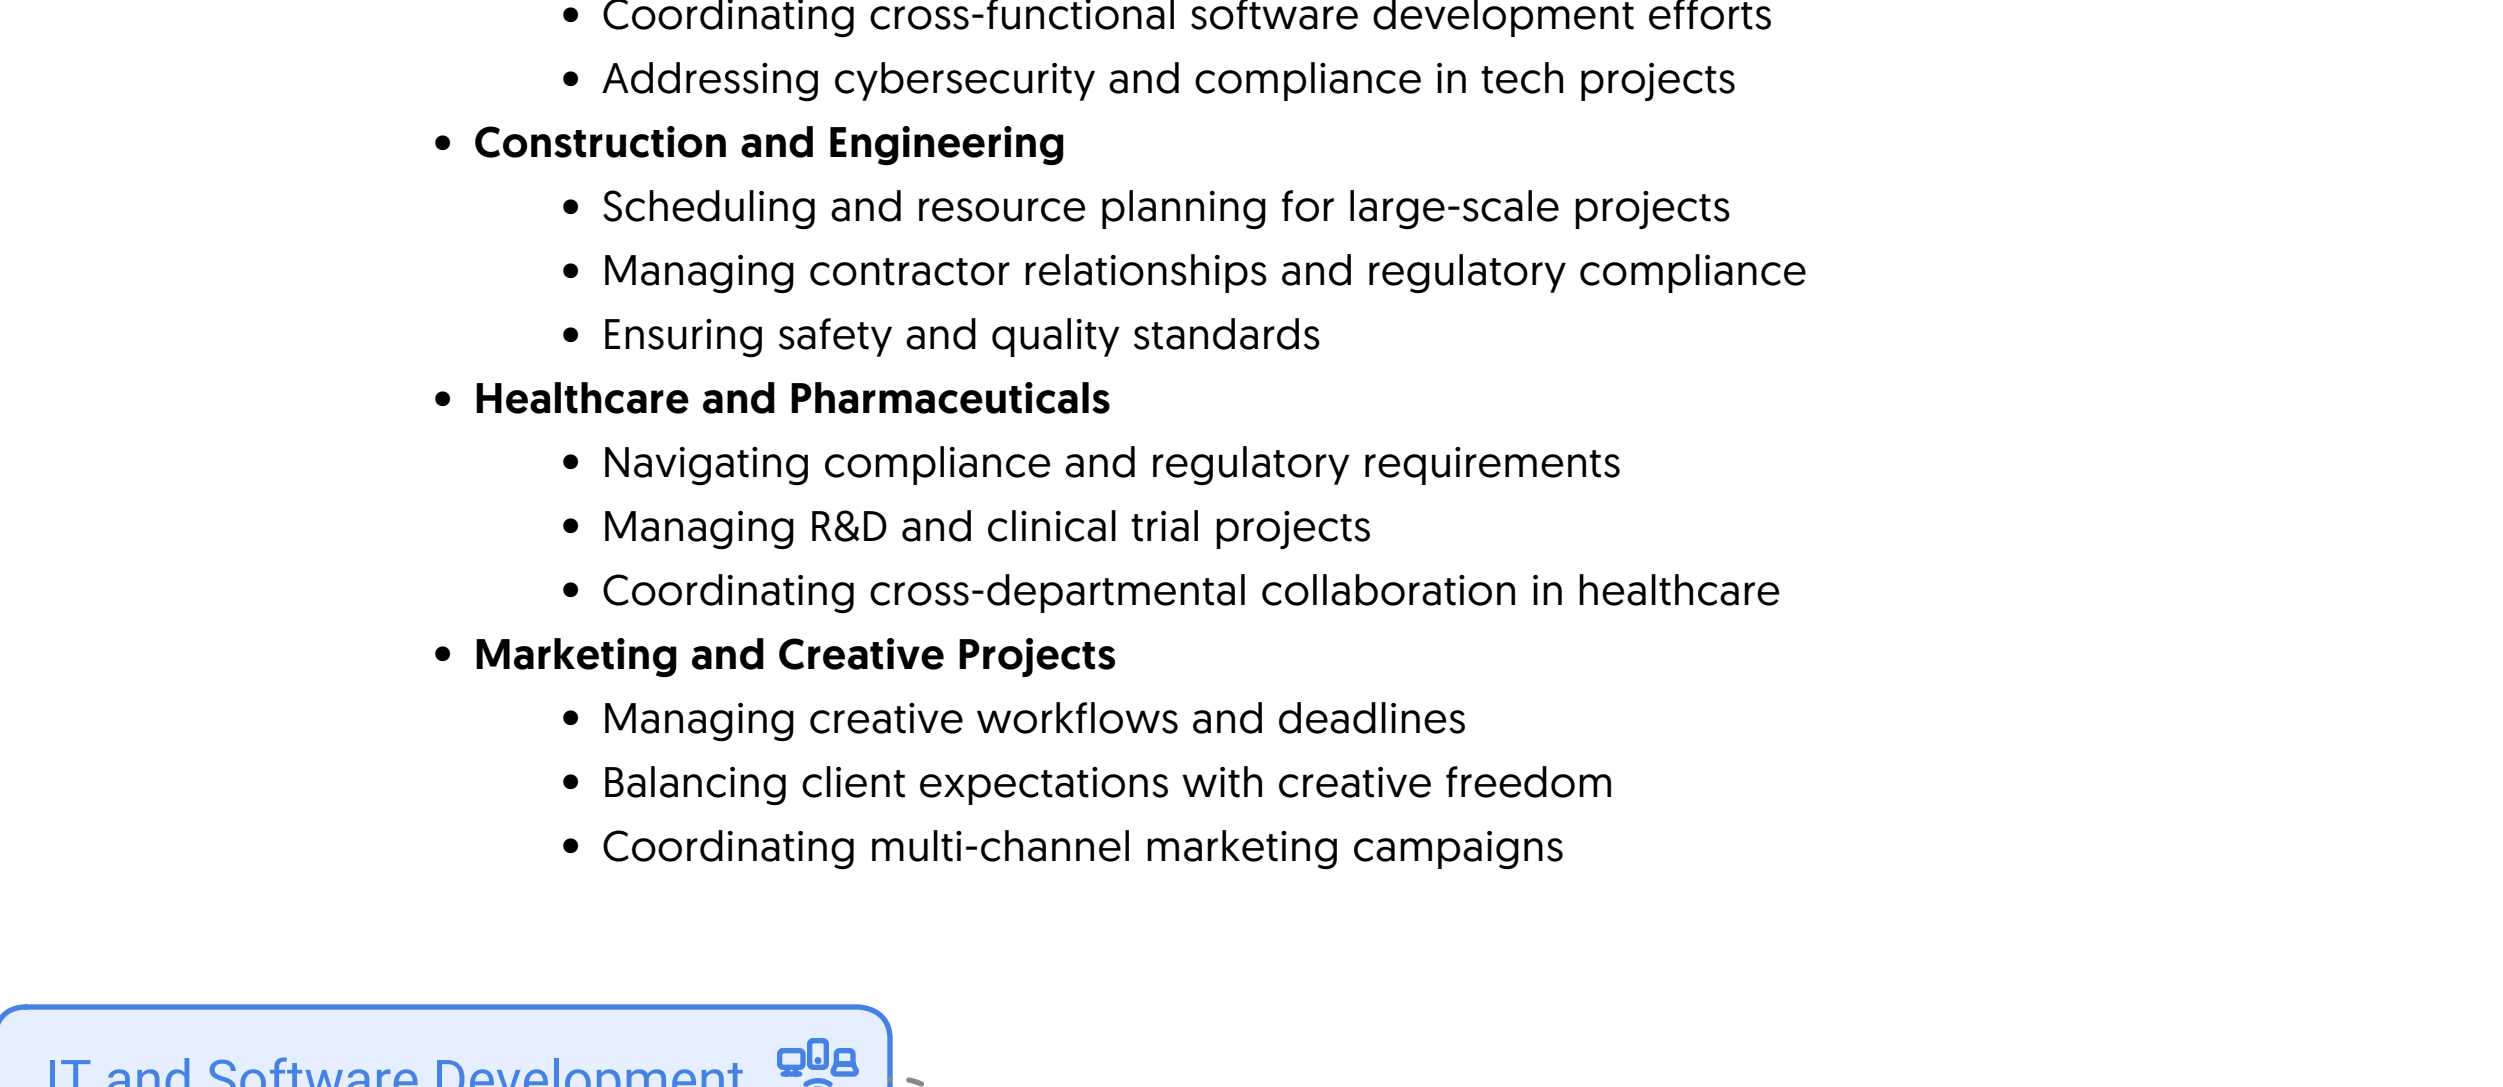 Coordinating cross-functional software development efforts
Addressing cybersecurity and compliance in tech projects
Construction and Engineering
Scheduling and resource planning for large-scale projects
Managing contractor relationships and regulatory compliance
Ensuring safety and quality standards
Healthcare and Pharmaceuticals
Navigating compliance and regulatory requirements
Managing R&D and clinical trial projects
Coordinating cross-departmental collaboration in healthcare
Marketing and Creative Projects
Managing creative workflows and deadlines
Balancing client expectations with creative freedom
Coordinating multi-channel marketing campaigns
IT and Software Development